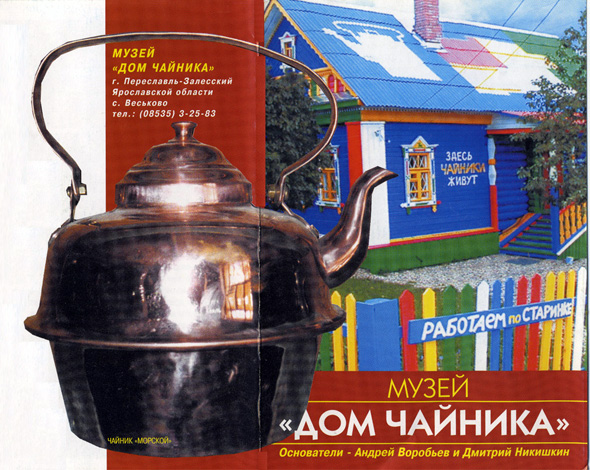 МУЗЕЙ
«ДОМ ЧАЙНИКА»
г. Переславль-Залесский
Ярославской области
с. Веськово
тел.: (08535) 3-25-83
ЗДЕСЬ
ЧАЙНИКИ
ЖИВУТ
РАБОТАЕМ по СТАРИНКЕ
ЧАЙНИК «МОРСКОЙ»
МУЗЕЙ
«ДОМ ЧАЙНИКА»
Основатели - Андрей Воробьев и Дмитрий Никишкин